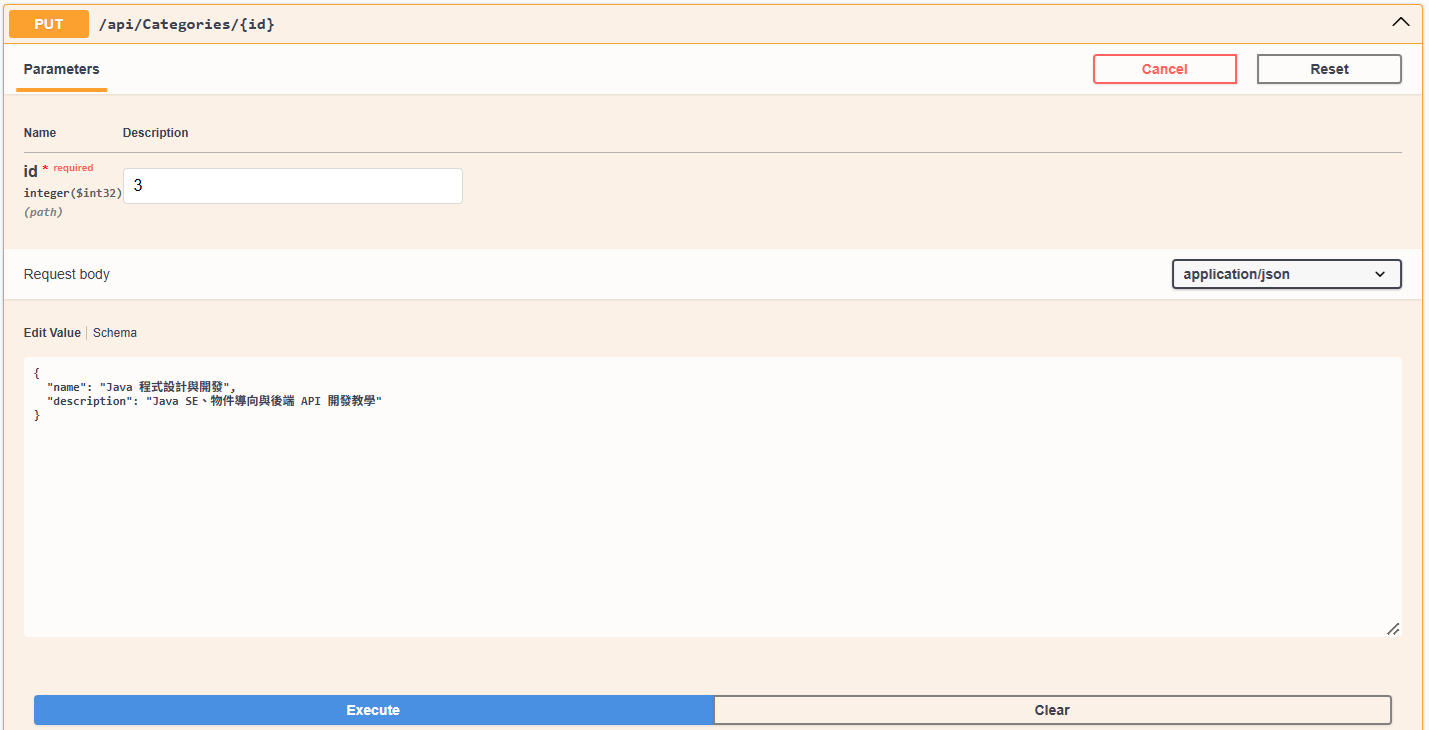 PUT /api/Categories/{id}
Parameters Cancel Reset
Name Description
id * required 3
integer($int32)
(path)
Request body application/json
Edit Value Schema
{
  "name": "Java 程式設計與開發",
  "description": "Java SE、物件導向與後端 API 開發教學"
}
Execute Clear